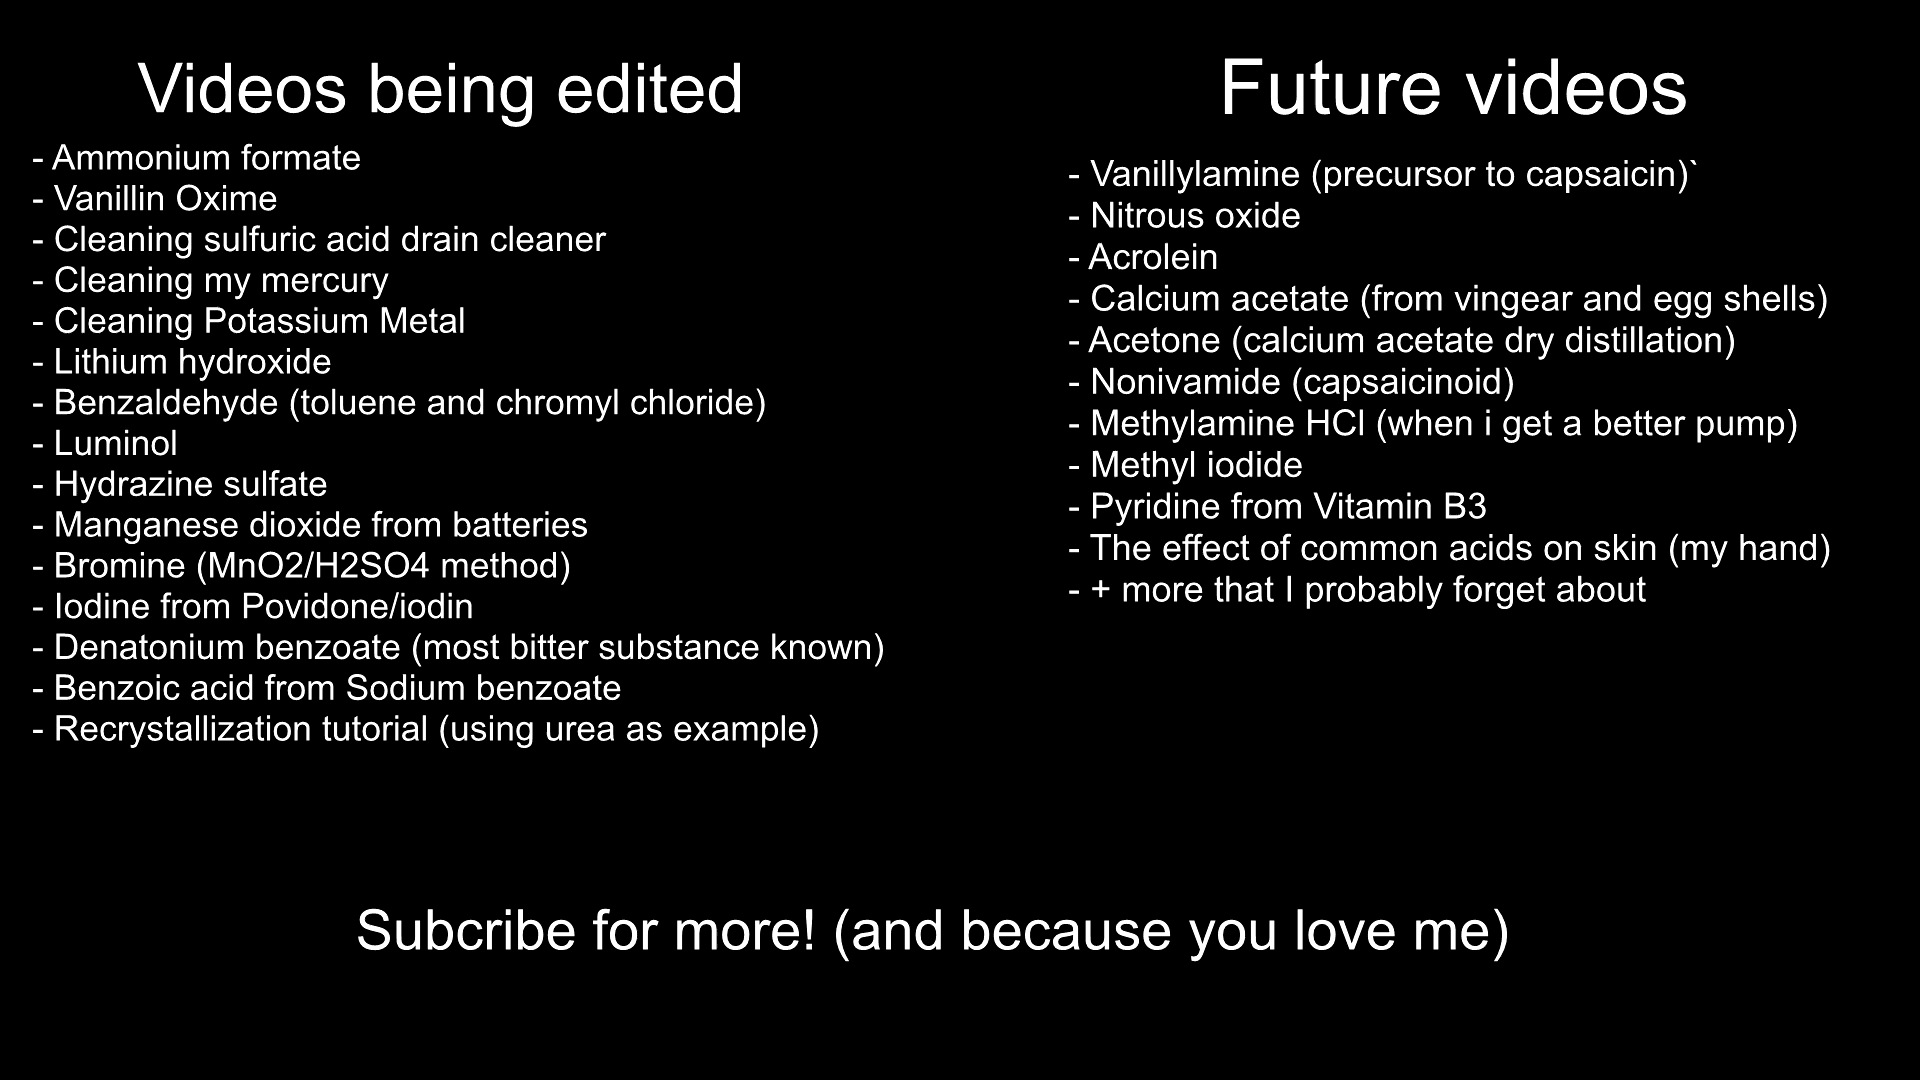 Videos being edited
- Ammonium formate
- Vanillin Oxime
- Cleaning sulfuric acid drain cleaner
- Cleaning my mercury
- Cleaning Potassium Metal
- Lithium hydroxide
- Benzaldehyde (toluene and chromyl chloride)
- Luminol
- Hydrazine sulfate
- Manganese dioxide from batteries
- Bromine (MnO2/H2SO4 method)
- Iodine from Povidone/iodin
- Denatonium benzoate (most bitter substance known)
- Benzoic acid from Sodium benzoate
- Recrystallization tutorial (using urea as example)
Future videos
- Vanillylamine (precursor to capsaicin)`
- Nitrous oxide
- Acrolein
- Calcium acetate (from vingear and egg shells)
- Acetone (calcium acetate dry distillation)
- Nonivamide (capsaicinoid)
- Methylamine HCl (when i get a better pump)
- Methyl iodide
- Pyridine from Vitamin B3
- The effect of common acids on skin (my hand)
- + more that I probably forget about
Subcribe for more! (and because you love me)